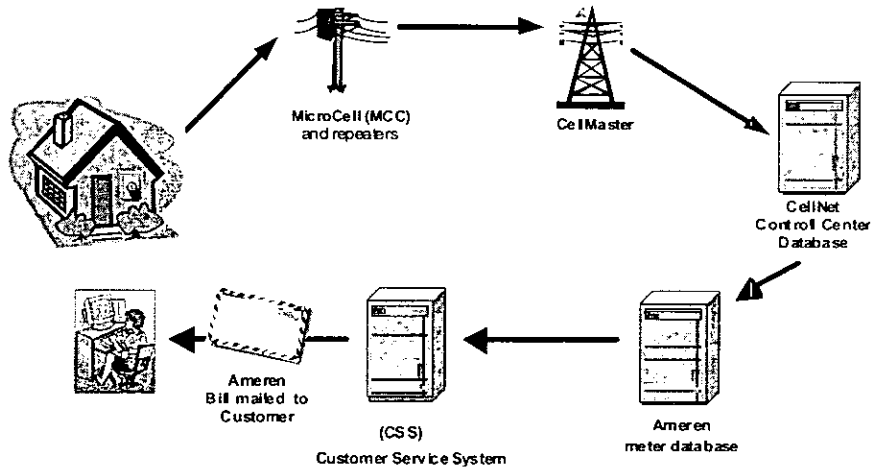 MicroCell (MCC)
and repeaters
CellMaster
CellNet
Controll Center
Database
Ameren
Bill mailed to
Customer
(CSS)
Customer Service System
Ameren
meter database